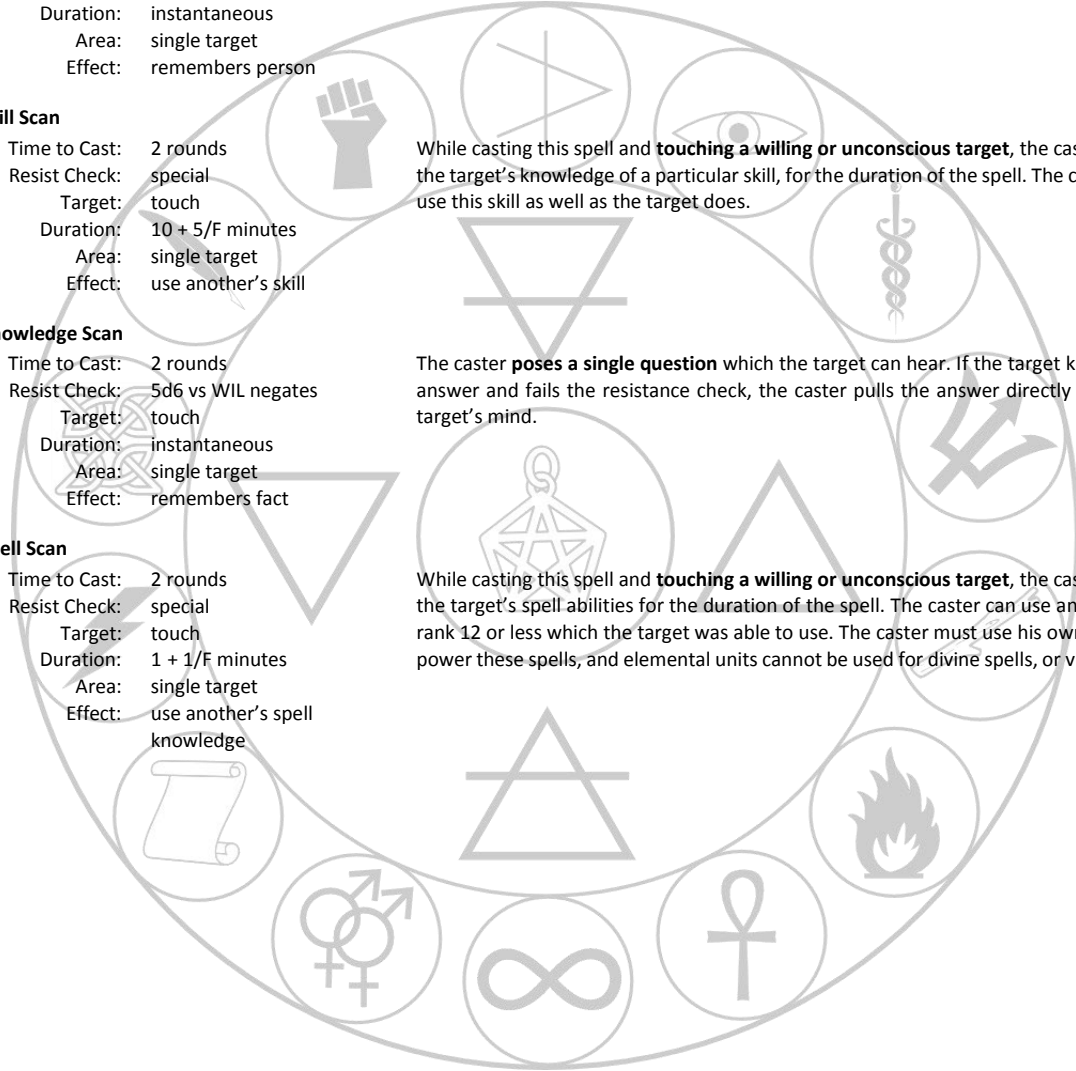 Duration: instantaneous
Area: single target
Effect: remembers person
ill Scan
Time to Cast: 2 rounds
Resist Check: special
Target: touch
Duration: 10 + 5/F minutes
Area: single target
Effect: use another's skill
While casting this spell and touching a willing or unconscious target, the cas
the target's knowledge of a particular skill, for the duration of the spell. The c
use this skill as well as the target does.
nowledge Scan
Time to Cast: 2 rounds
Resist Check: 5d6 vs WIL negates
Target: touch
Duration: instantaneous
Area: single target
Effect: remembers fact
The caster poses a single question which the target can hear. If the target k
answer and fails the resistance check, the caster pulls the answer directly
target's mind.
ell Scan
Time to Cast: 2 rounds
Resist Check: special
Target: touch
Duration: 1 + 1/F minutes
Area: single target
Effect: use another's spell
knowledge
While casting this spell and touching a willing or unconscious target, the cas
the target's spell abilities for the duration of the spell. The caster can use an
rank 12 or less which the target was able to use. The caster must use his own
power these spells, and elemental units cannot be used for divine spells, or v